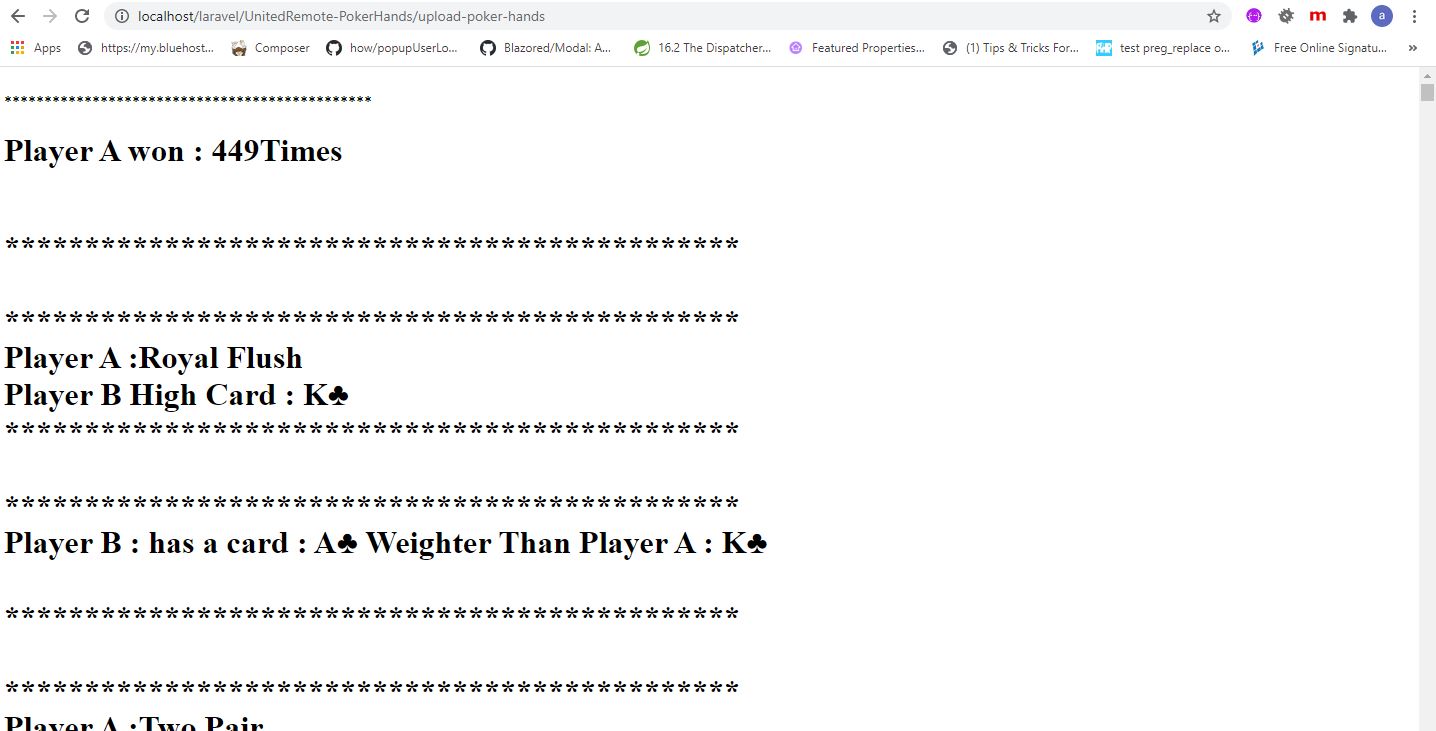 localhost/laravel/UnitedRemote-PokerHands/upload-poker-hands
a
Apps https://my.bluehost... Composer how/popupUserLo... Blazored/Modal: A... 16.2 The Dispatcher... Featured Properties... (1) Tips & Tricks For... test preg_replace o... Free Online Signatu... »
**********************************************
Player A won : 449Times
**********************************************
**********************************************
Player A :Royal Flush
Player B High Card : K♣
**********************************************
**********************************************
Player B : has a card : A♣ Weighter Than Player A : K♣
**********************************************
**********************************************
Player A :Two Pair